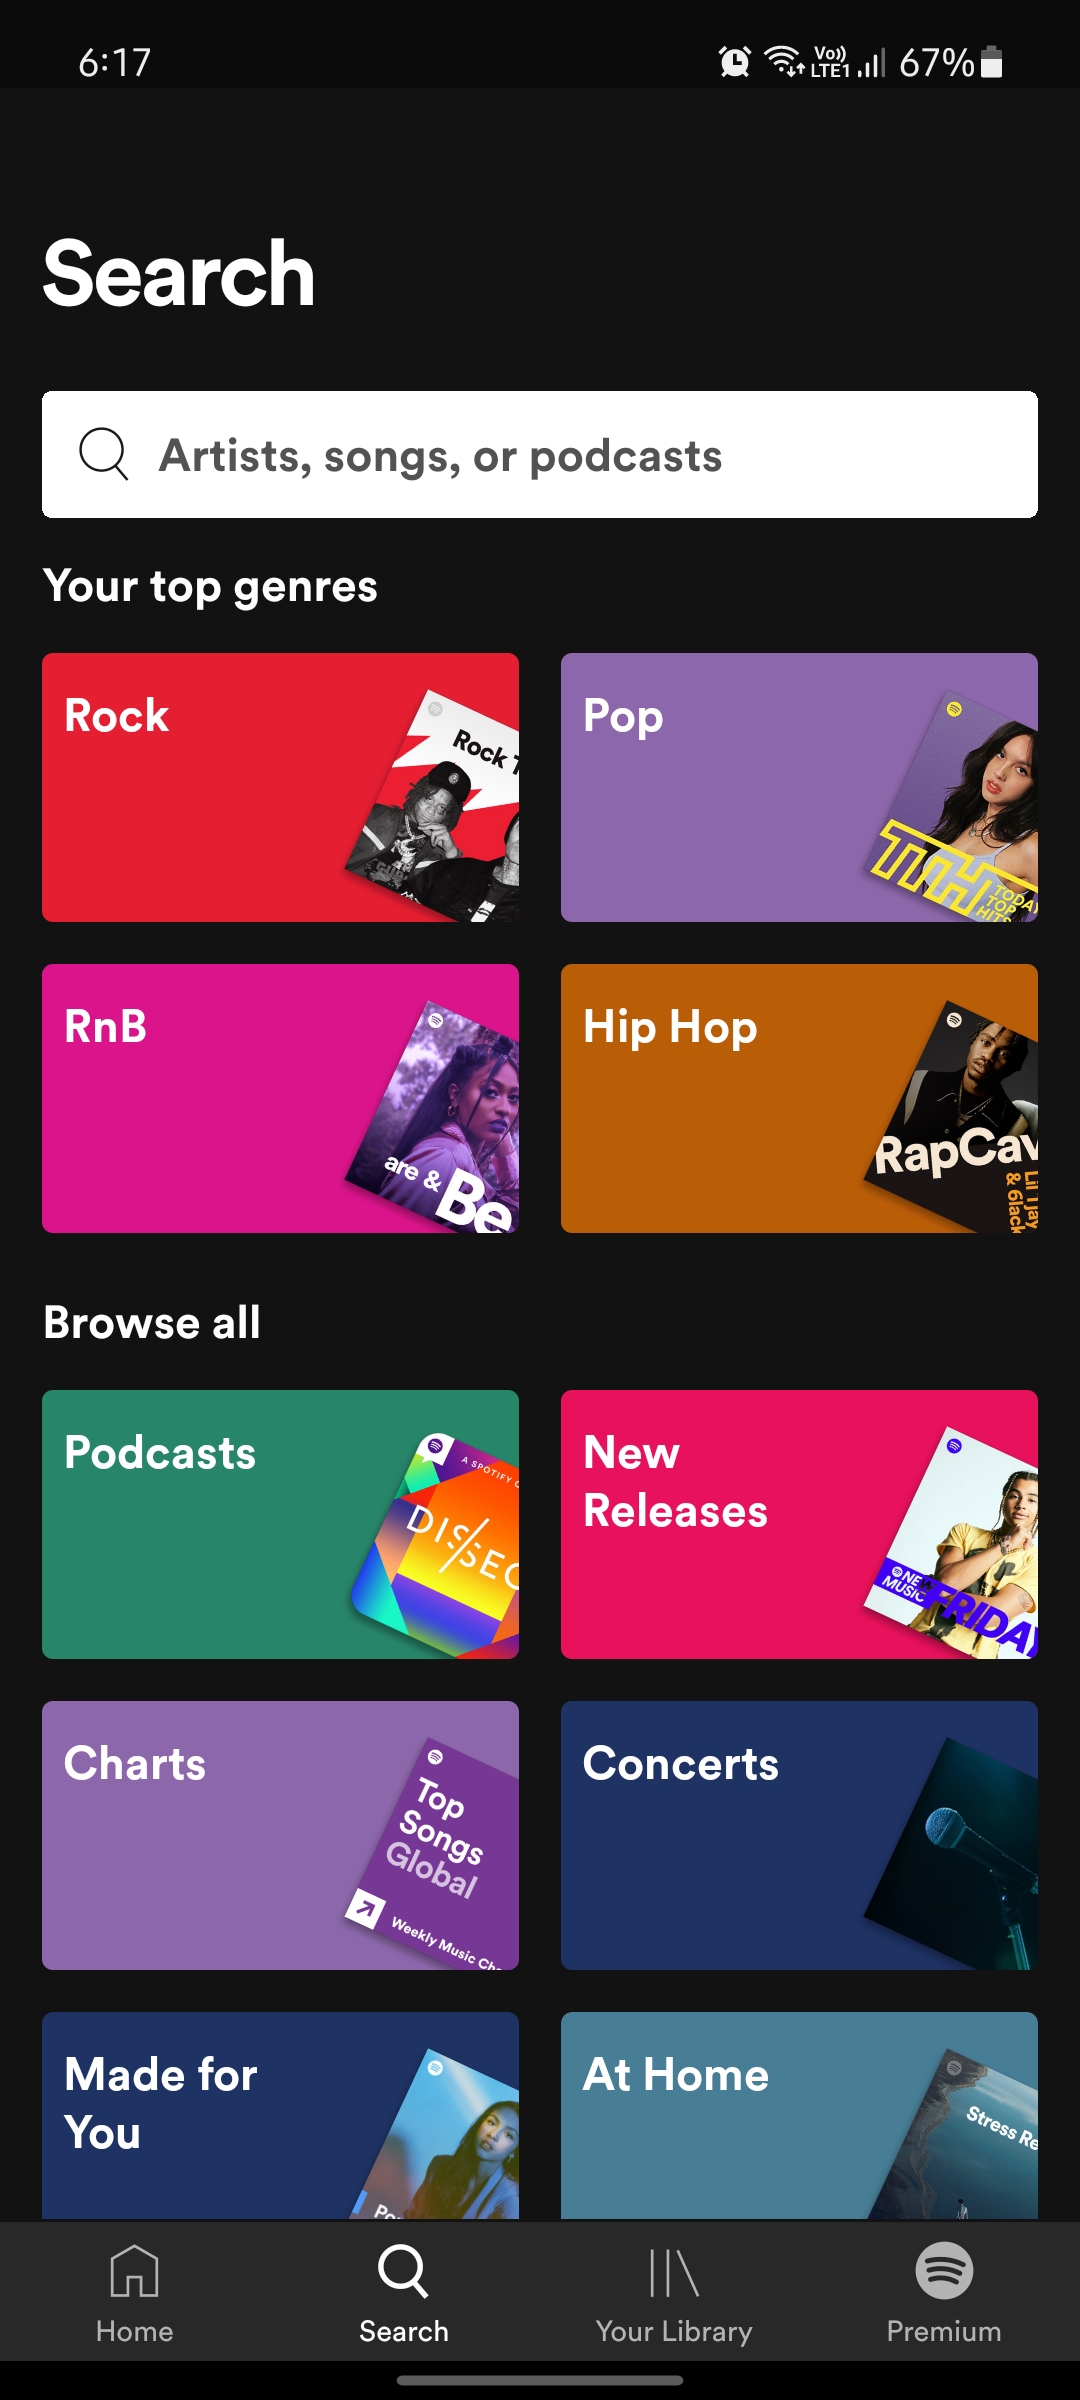 6:17
Vo))
LTE1
67%
Search
Artists, songs, or podcasts
Your top genres
Rock
Rock
Pop
TTH
TODAY
TOP
HITS
RnB
are &
Be
Hip Hop
RapCav
Lil Tjay
& 6lack
Browse all
Podcasts
A SPOTIFY
DISSEC
New
Releases
NEW
MUSIC
FRIDAY
Charts
Top
Songs
Global
Weekly Music Cha
Concerts
Made for
You
At Home
Stress Re
Home
Search
Your Library
Premium